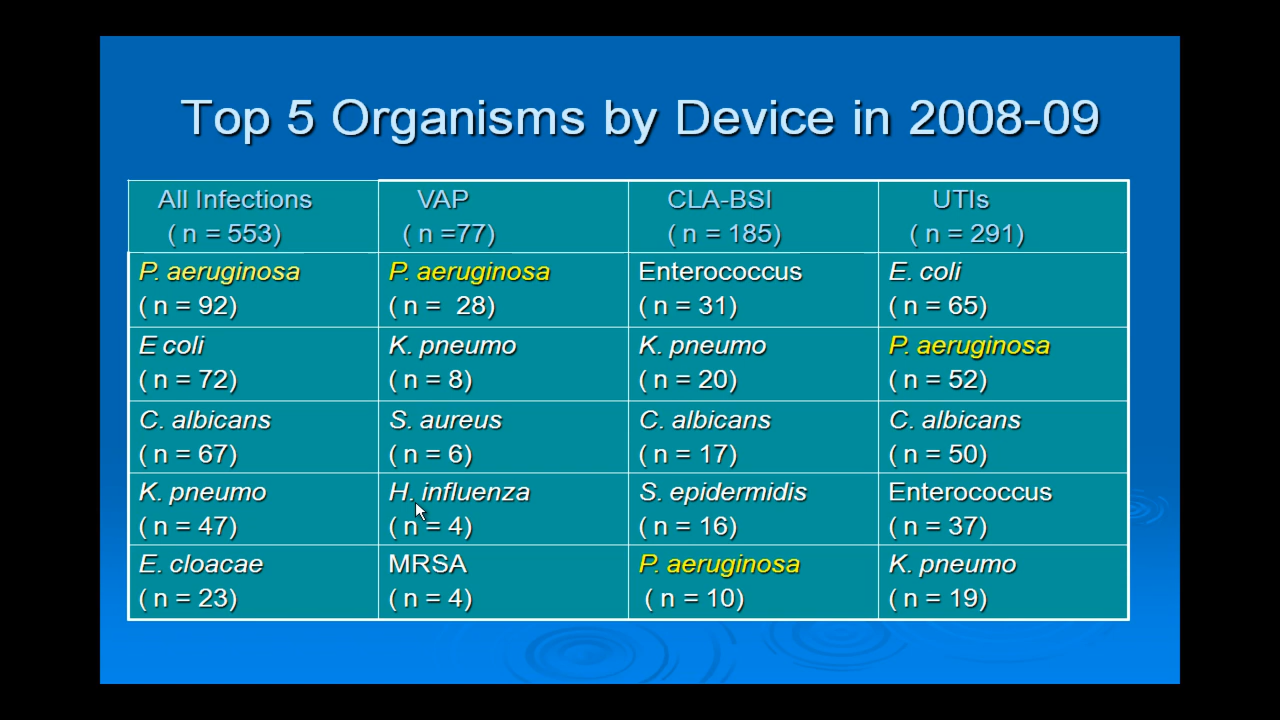 Top 5 Organisms by Device in 2008-09
All Infections
( n = 553)
VAP
( n =77)
CLA-BSI
( n = 185)
UTIs
( n = 291)
P. aeruginosa
( n = 92)
P. aeruginosa
( n = 28)
Enterococcus
( n = 31)
E. coli
( n = 65)
E coli
( n = 72)
K. pneumo
( n = 8)
K. pneumo
( n = 20)
P. aeruginosa
( n = 52)
C. albicans
( n = 67)
S. aureus
( n = 6)
C. albicans
( n = 17)
C. albicans
( n = 50)
K. pneumo
( n = 47)
H. influenza
( n = 4)
S. epidermidis
( n = 16)
Enterococcus
( n = 37)
E. cloacae
( n = 23)
MRSA
( n = 4)
P. aeruginosa
( n = 10)
K. pneumo
( n = 19)